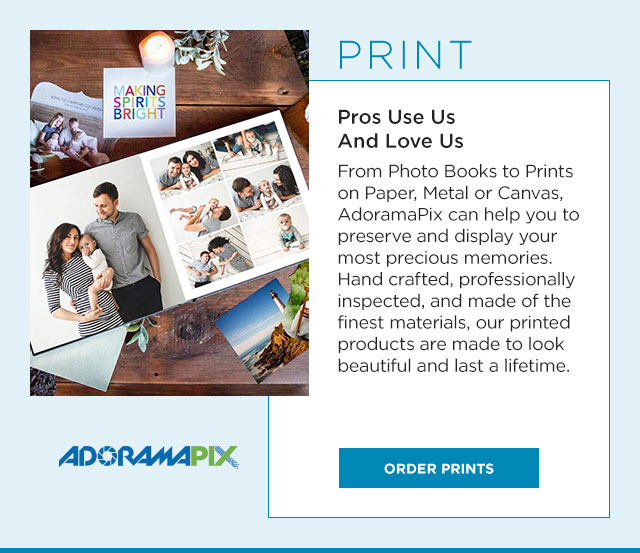 PRINT
MAKING
SPIRITS
BRIGHT
Pros Use Us
And Love Us
From Photo Books to Prints
on Paper, Metal or Canvas,
AdoramaPix can help you to
preserve and display your
most precious memories.
Hand crafted, professionally
inspected, and made of the
finest materials, our printed
products are made to look
beautiful and last a lifetime.
ADORAMAPIX
ORDER PRINTS